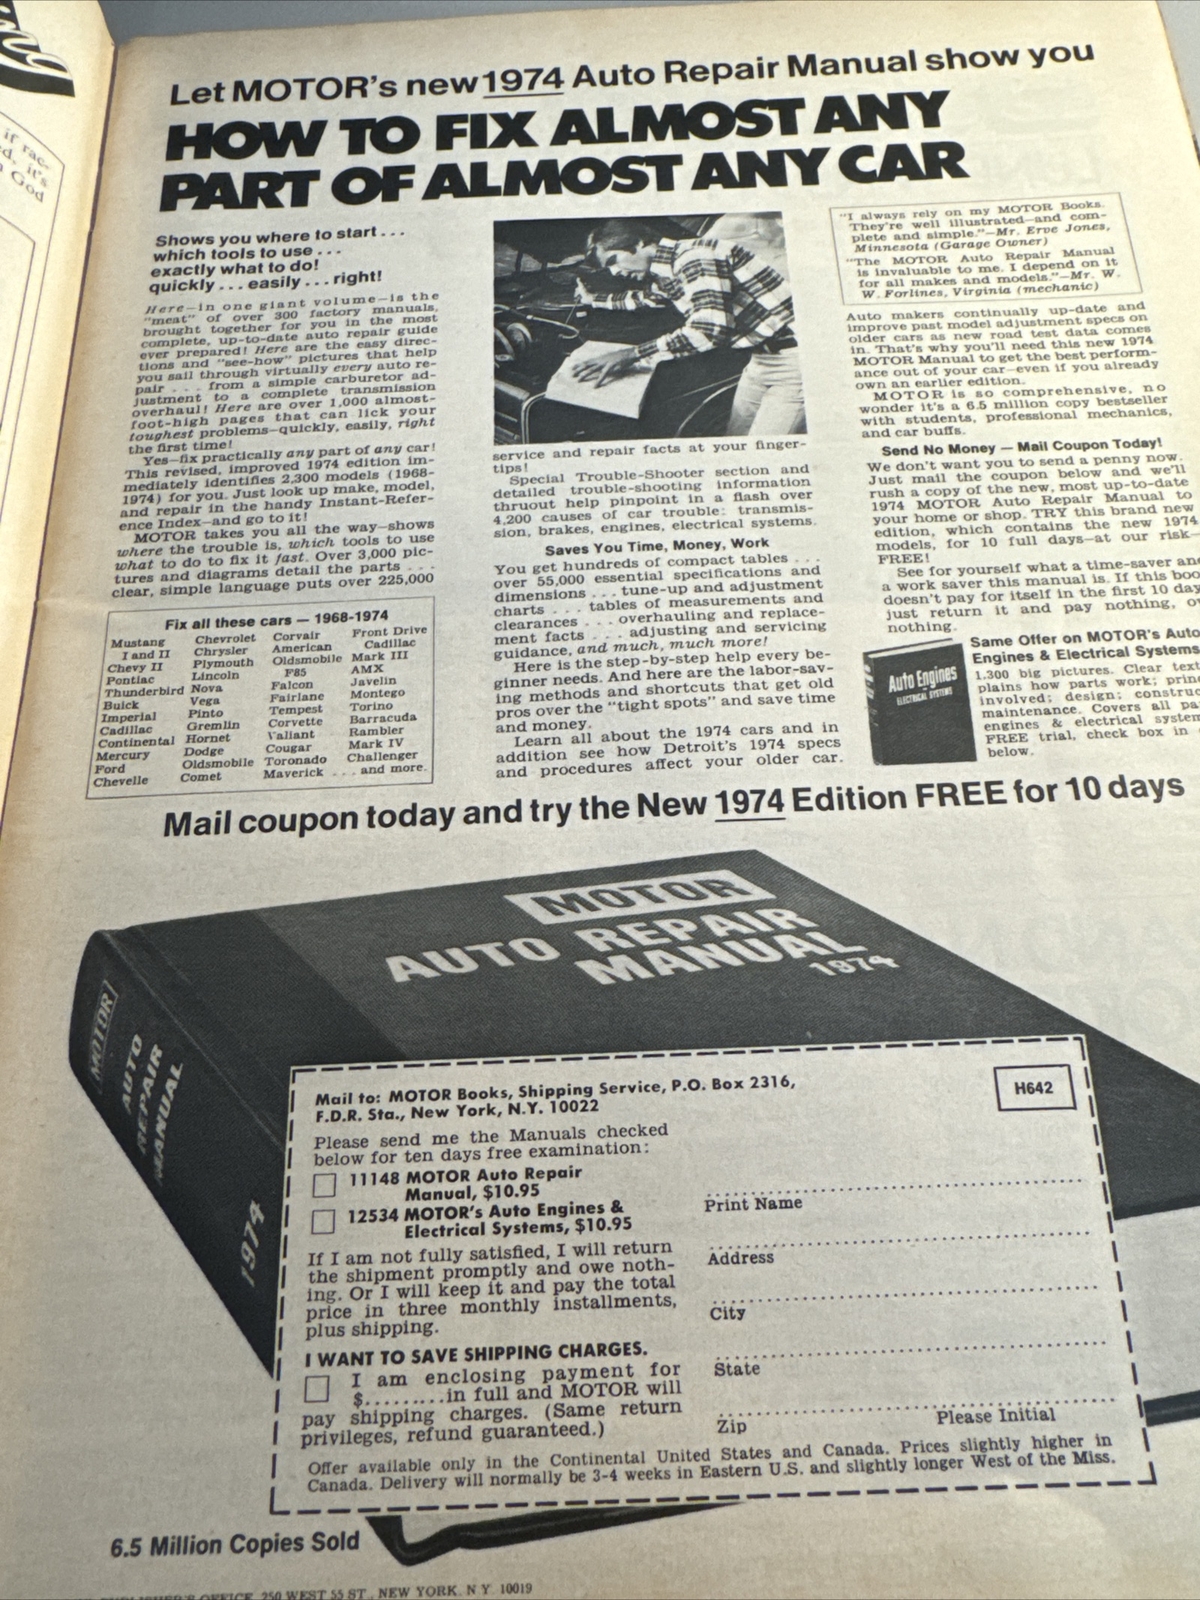 if rac-
ed, it's
God
Let MOTOR's new 1974 Auto Repair Manual show you
HOW TO FIX ALMOST ANY
PART OF ALMOST ANY CAR
Shows you where to start . . .
which tools to use . . .
exactly what to do!
quickly . . . easily . . . right!
Here—in one giant volume—is the
"meat" of over 300 factory manuals,
brought together for you in the most
complete, up-to-date auto repair guide
ever prepared! Here are the easy direc-
tions and "see-how" pictures that help
you sail through virtually every auto re-
pair . . . from a simple carburetor ad-
justment to a complete transmission
overhaul! Here are over 1,000 almost-
foot-high pages that can lick your
toughest problems—quickly, easily, right
the first time!
Yes—fix practically any part of any car!
This revised, improved 1974 edition im-
mediately identifies 2,300 models (1968-
1974) for you. Just look up make, model,
and repair in the handy Instant-Refer-
ence Index—and go to it!
MOTOR takes you all the way—shows
where the trouble is, which tools to use
what to do to fix it fast. Over 3,000 pic-
tures and diagrams detail the parts . . .
clear, simple language puts over 225,000
Fix all these cars — 1968-1974
Mustang
I and II
Chevy II
Pontiac
Thunderbird
Buick
Imperial
Cadillac
Continental
Mercury
Ford
Chevelle
Chevrolet
Chrysler
Plymouth
Lincoln
Nova
Vega
Pinto
Gremlin
Hornet
Dodge
Oldsmobile
Comet
Corvair
American
Oldsmobile
F85
Falcon
Fairlane
Tempest
Corvette
Valiant
Cougar
Toronado
Maverick
Front Drive
Cadillac
Mark III
AMX
Javelin
Montego
Torino
Barracuda
Rambler
Mark IV
Challenger
. . . and more.
service and repair facts at your finger-
tips!
Special Trouble-Shooter section and
detailed trouble-shooting information
thruout help pinpoint in a flash over
4,200 causes of car trouble: transmis-
sion, brakes, engines, electrical systems.
Saves You Time, Money, Work
You get hundreds of compact tables . . .
over 55,000 essential specifications and
dimensions . . . tune-up and adjustment
charts . . . tables of measurements and
clearances . . . overhauling and replace-
ment facts . . . adjusting and servicing
guidance, and much, much more!
Here is the step-by-step help every be-
ginner needs. And here are the labor-sav-
ing methods and shortcuts that get old
pros over the "tight spots" and save time
and money.
Learn all about the 1974 cars and in
addition see how Detroit's 1974 specs
and procedures affect your older car.
"I always rely on my MOTOR Books.
They're well illustrated—and com-
plete and simple."—Mr. Erve Jones,
Minnesota (Garage Owner)
"The MOTOR Auto Repair Manual
is invaluable to me. I depend on it
for all makes and models."—Mr. W.
W. Forlines, Virginia (mechanic)
Auto makers continually up-date and
improve past model adjustment specs on
older cars as new road test data comes
in. That's why you'll need this new 1974
MOTOR Manual to get the best perform-
ance out of your car—even if you already
own an earlier edition.
MOTOR is so comprehensive, no
wonder it's a 6.5 million copy bestseller
with students, professional mechanics,
and car buffs.
Send No Money — Mail Coupon Today!
We don't want you to send a penny now.
Just mail the coupon below and we'll
rush a copy of the new, most up-to-date
1974 MOTOR Auto Repair Manual to
your home or shop. TRY this brand new
edition, which contains the new 1974
models, for 10 full days—at our risk—
FREE!
See for yourself what a time-saver and
a work saver this manual is. If this boo
doesn't pay for itself in the first 10 day
just return it and pay nothing, ow
nothing.
Auto Engines
ELECTRICAL SYSTEMS
Same Offer on MOTOR's Auto
Engines & Electrical Systems
1,300 big pictures. Clear text
plains how parts work; princ
involved; design; construc
maintenance. Covers all pa
engines & electrical system
FREE trial, check box in
below.
Mail coupon today and try the New 1974 Edition FREE for 10 days
MOTOR
AUTO REPAIR
MANUAL
1974
MOTOR
AUTO
REPAIR
MANUAL
1974
Mail to: MOTOR Books, Shipping Service, P.O. Box 2316,
F.D.R. Sta., New York, N.Y. 10022
H642
Please send me the Manuals checked
below for ten days free examination:
11148 MOTOR Auto Repair
Manual, $10.95
12534 MOTOR's Auto Engines &
Electrical Systems, $10.95
If I am not fully satisfied, I will return
the shipment promptly and owe noth-
ing. Or I will keep it and pay the total
price in three monthly installments,
plus shipping.
I WANT TO SAVE SHIPPING CHARGES.
I am enclosing payment for
$.........in full and MOTOR will
pay shipping charges. (Same return
privileges, refund guaranteed.)
Print Name
Address
City
State
Zip Please Initial
Offer available only in the Continental United States and Canada. Prices slightly higher in
Canada. Delivery will normally be 3-4 weeks in Eastern U.S. and slightly longer West of the Miss.
6.5 Million Copies Sold
PUBLISHER'S OFFICE, 250 WEST 55 ST., NEW YORK, N.Y. 10019